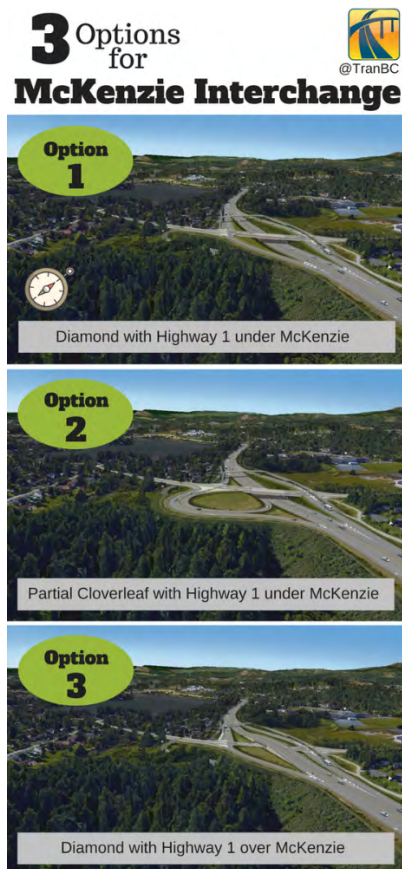 3 Options
for
@TranBC
McKenzie Interchange
Option
1
Diamond with Highway 1 under McKenzie
Option
2
Partial Cloverleaf with Highway 1 under McKenzie
Option
3
Diamond with Highway 1 over McKenzie